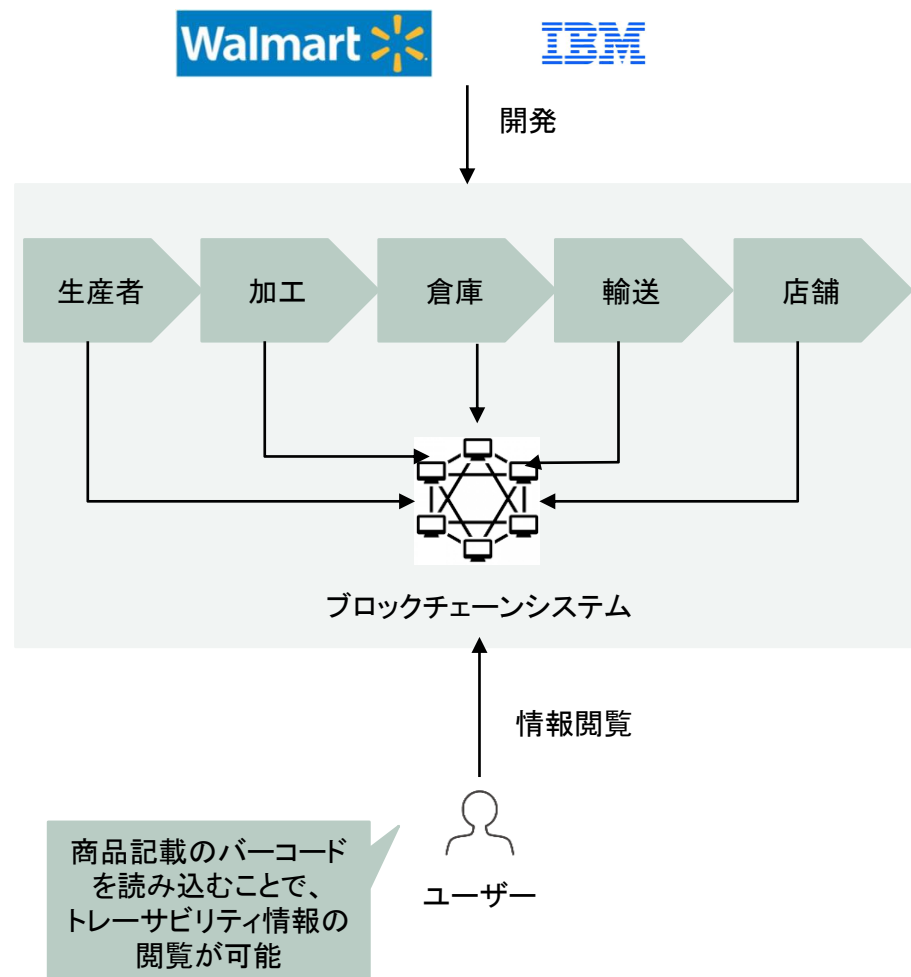 Walmart
IBM
開発
生産者
加工
倉庫
輸送
店舗
ブロックチェーンシステム
情報閲覧
商品記載のバーコード
を読み込むことで、
トレーサビリティ情報の
閲覧が可能
ユーザー